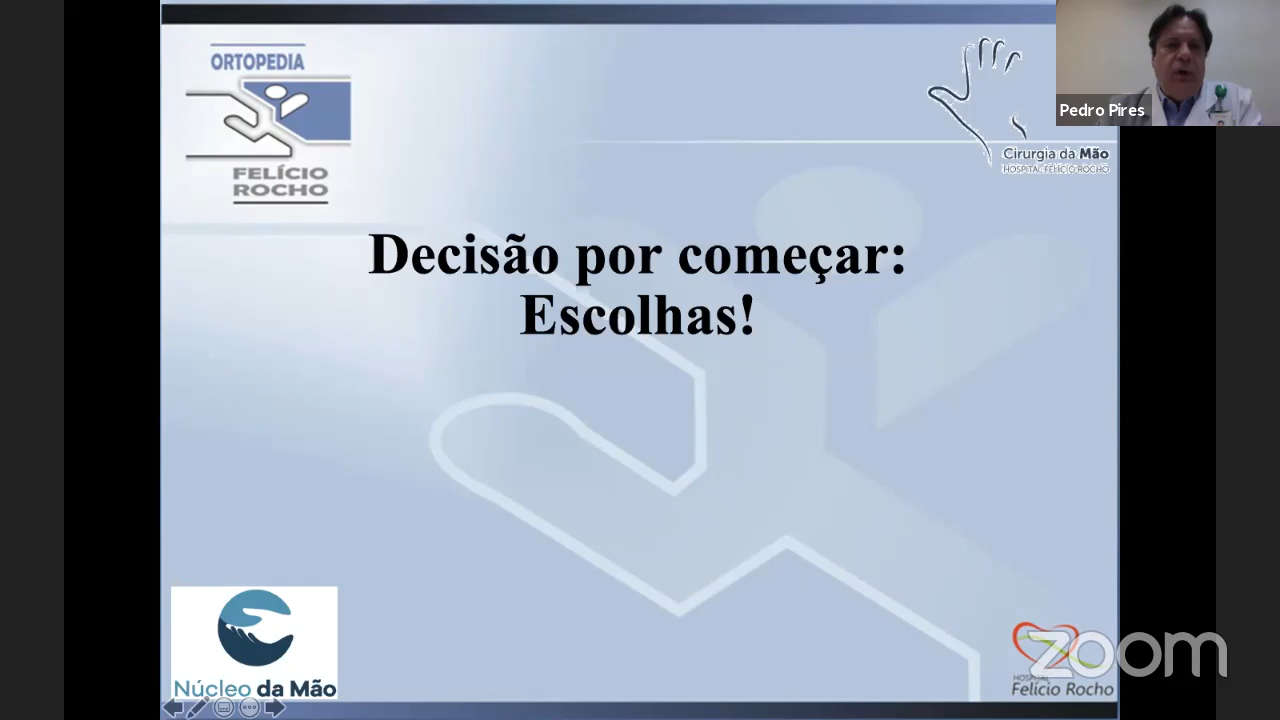 ORTOPEDIA
FELÍCIO
ROCHO
Cirurgia da Mão
HOSPITAL FELÍCIO ROCHO
Pedro Pires
Decisão por começar:
Escolhas!
Núcleo da Mão
HOSPITAL
Felício Rocho
zoom